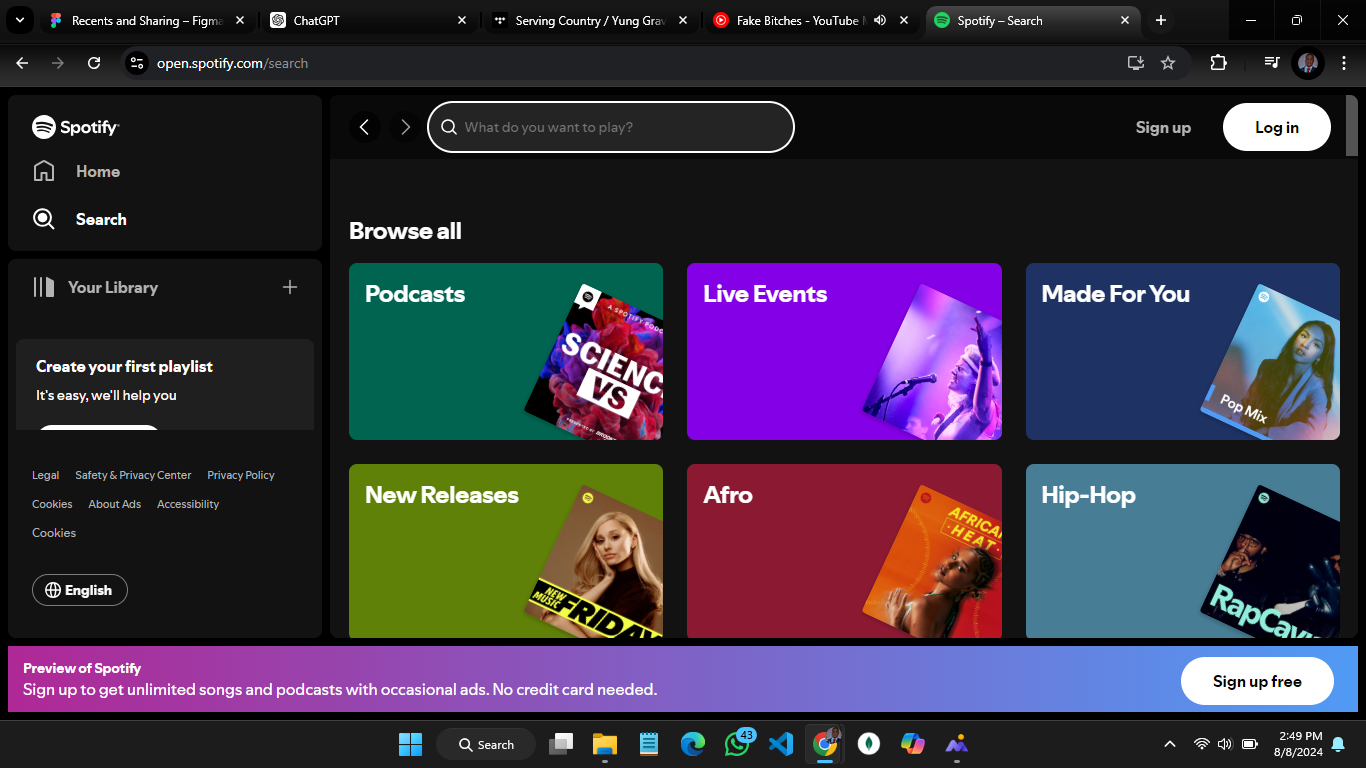 Recents and Sharing – Figma
ChatGPT
Serving Country / Yung Grav
Fake Bitches - YouTube M
Spotify – Search
open.spotify.com/search
Spotify
Home
Search
Your Library
Create your first playlist
It's easy, we'll help you
Legal
Safety & Privacy Center
Privacy Policy
Cookies
About Ads
Accessibility
Cookies
English
What do you want to play?
Sign up
Log in
Browse all
Podcasts
A SPOTIFY PODC
SCIENC
VS
Live Events
Made For You
Pop Mix
New Releases
NEW
MUSIC
FRIDAY
Afro
AFRICAN
HEAT
Hip-Hop
RapCavi
Preview of Spotify
Sign up to get unlimited songs and podcasts with occasional ads. No credit card needed.
Sign up free
Search
43
2:49 PM
8/8/2024